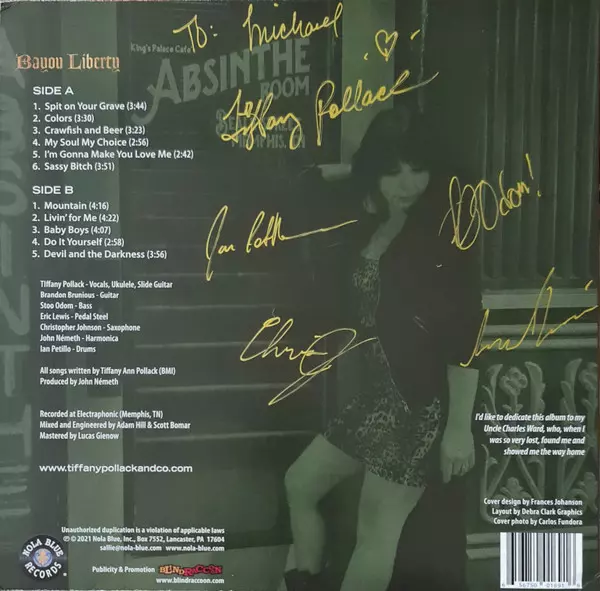 To: Michael
Bayou Liberty
King's Palace Cafe
ABSINTHE
ROOM
Tiffany Pollack
SIDE A
1. Spit on Your Grave (3:44)
2. Colors (3:30)
3. Crawfish and Beer (3:23)
4. My Soul My Choice (2:56)
5. I'm Gonna Make You Love Me (2:42)
6. Sassy Bitch (3:51)
SIDE B
1. Mountain (4:16)
2. Livin' for Me (4:22)
3. Baby Boys (4:07)
4. Do It Yourself (2:58)
5. Devil and the Darkness (3:56)
Odom!
Tiffany Pollack - Vocals, Ukulele, Slide Guitar
Brandon Brunious - Guitar
Stoo Odom - Bass
Eric Lewis - Pedal Steel
Christopher Johnson - Saxophone
John Németh - Harmonica
Ian Petillo - Drums
All songs written by Tiffany Ann Pollack (BMI)
Produced by John Németh
Recorded at Electraphonic (Memphis, TN)
Mixed and Engineered by Adam Hill & Scott Bomar
Mastered by Lucas Glenow
www.tiffanypollackandco.com
I'd like to dedicate this album to my
Uncle Charles Ward, who, when I
was so very lost, found me and
showed me the way home
Cover design by Frances Johanson
Layout by Debra Clark Graphics
Cover photo by Carlos Fundora
NOLA BLUE
RECORDS
Unauthorized duplication is a violation of applicable laws
℗ © 2021 Nola Blue, Inc., Box 7552, Lancaster, PA 17604
sallie@nola-blue.com www.nola-blue.com
Publicity & Promotion BLINDRACCOON
www.blindraccoon.com